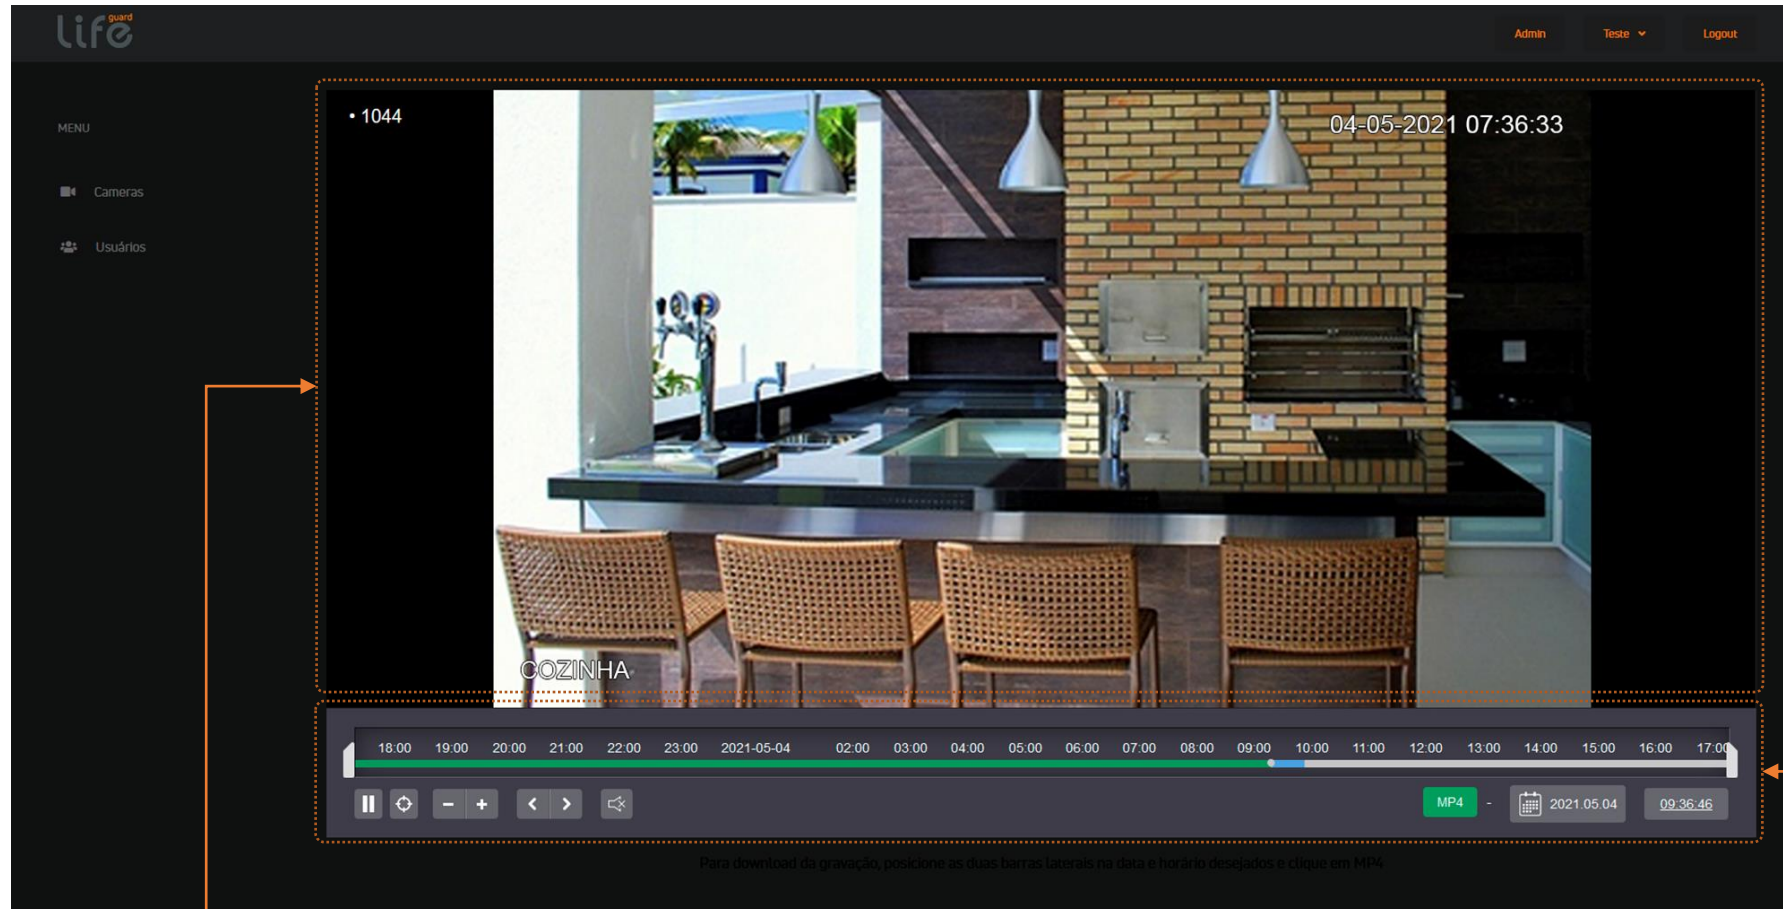 Life guard
Admin Teste Logout
MENU
Cameras
Usuários
• 1044
04-05-2021 07:36:33
COZINHA
18:00 19:00 20:00 21:00 22:00 23:00 2021-05-04 02:00 03:00 04:00 05:00 06:00 07:00 08:00 09:00 10:00 11:00 12:00 13:00 14:00 15:00 16:00 17:00
MP4 - 2021.05.04 09:36:46
Para download da gravação, posicione as duas barras laterais na data e horário desejados e clique em MP4